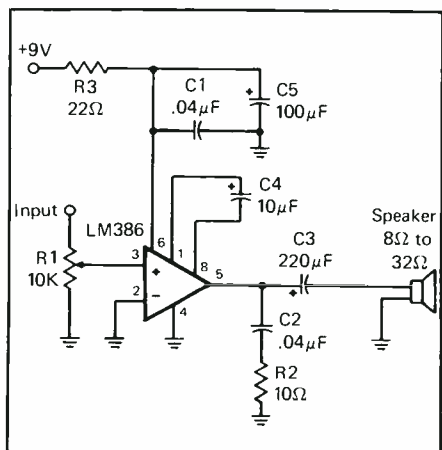 +9V
R3
22Ω
C1
.04μF
+
C5
100μF
+
C4
10μF
Input
LM386
6
1
8
5
3
+
2
−
4
R1
10K
C3
220μF
+
Speaker
8Ω to
32Ω
C2
.04μF
R2
10Ω